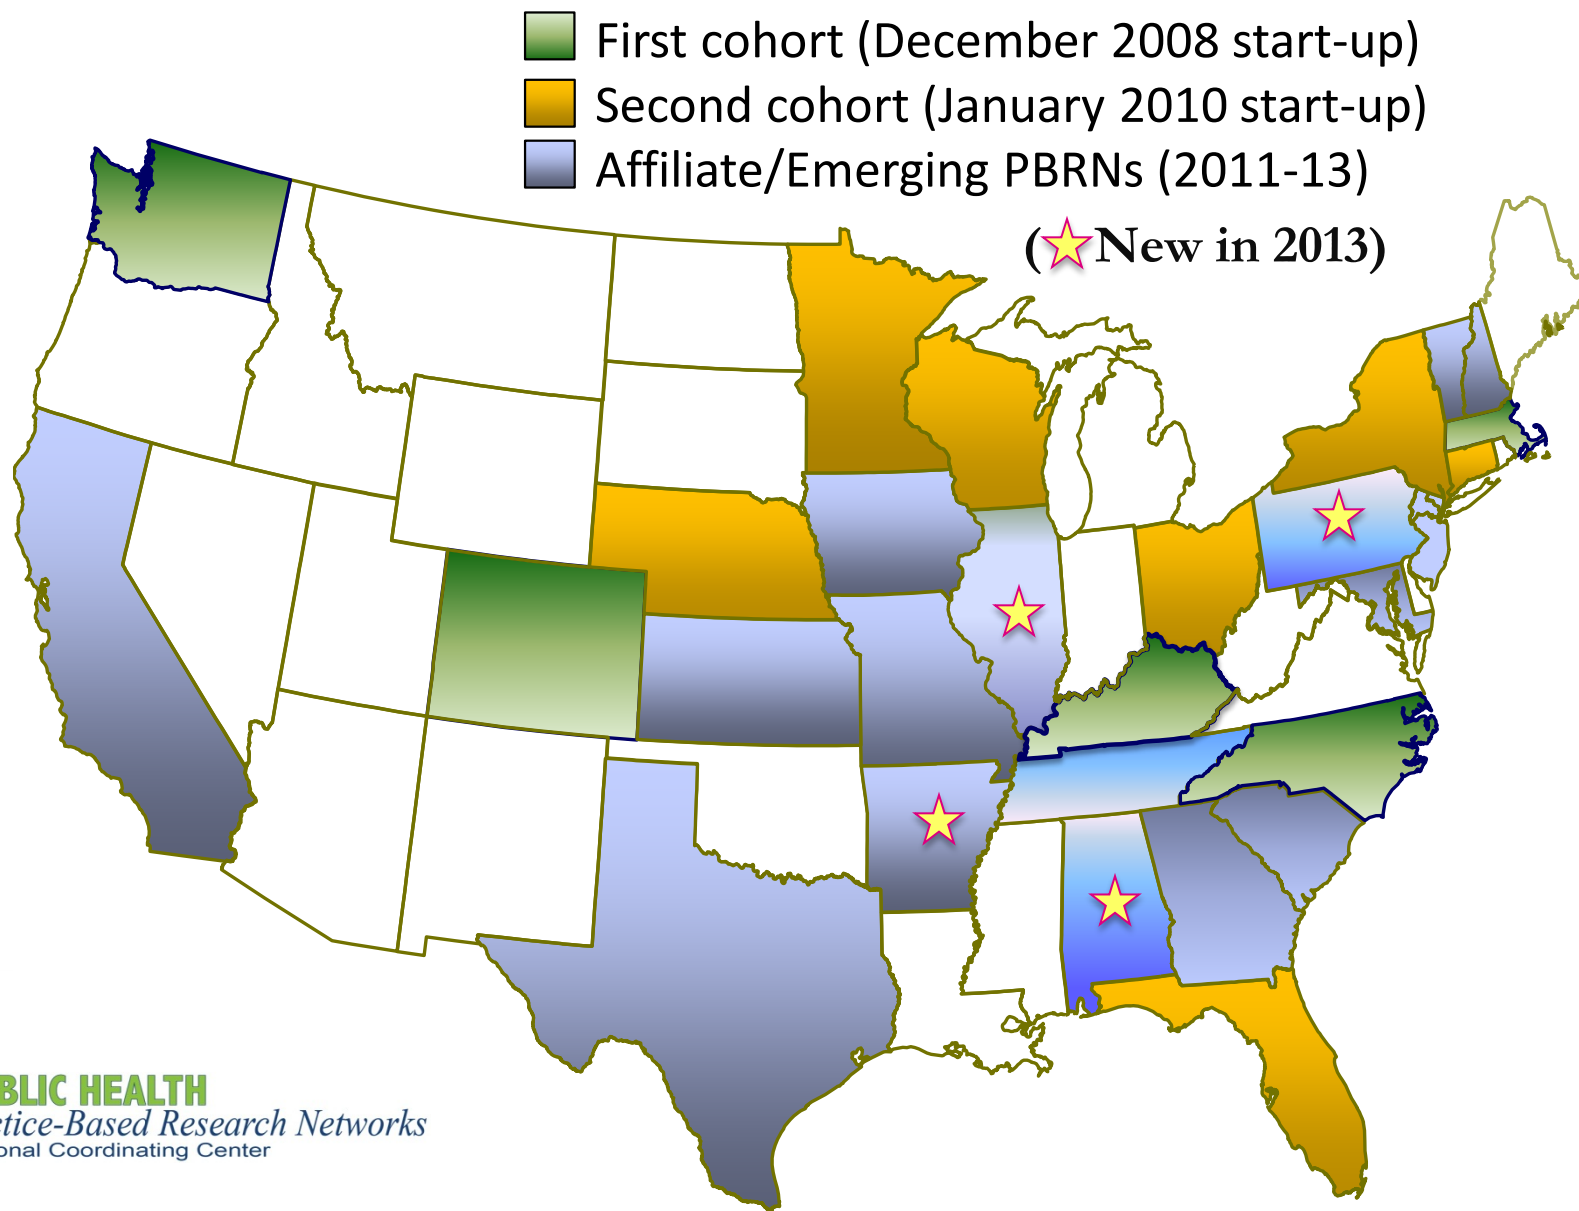 First cohort (December 2008 start-up)
Second cohort (January 2010 start-up)
Affiliate/Emerging PBRNs (2011-13)
(New in 2013)
BLIC HEALTH
ctice-Based Research Networks
onal Coordinating Center